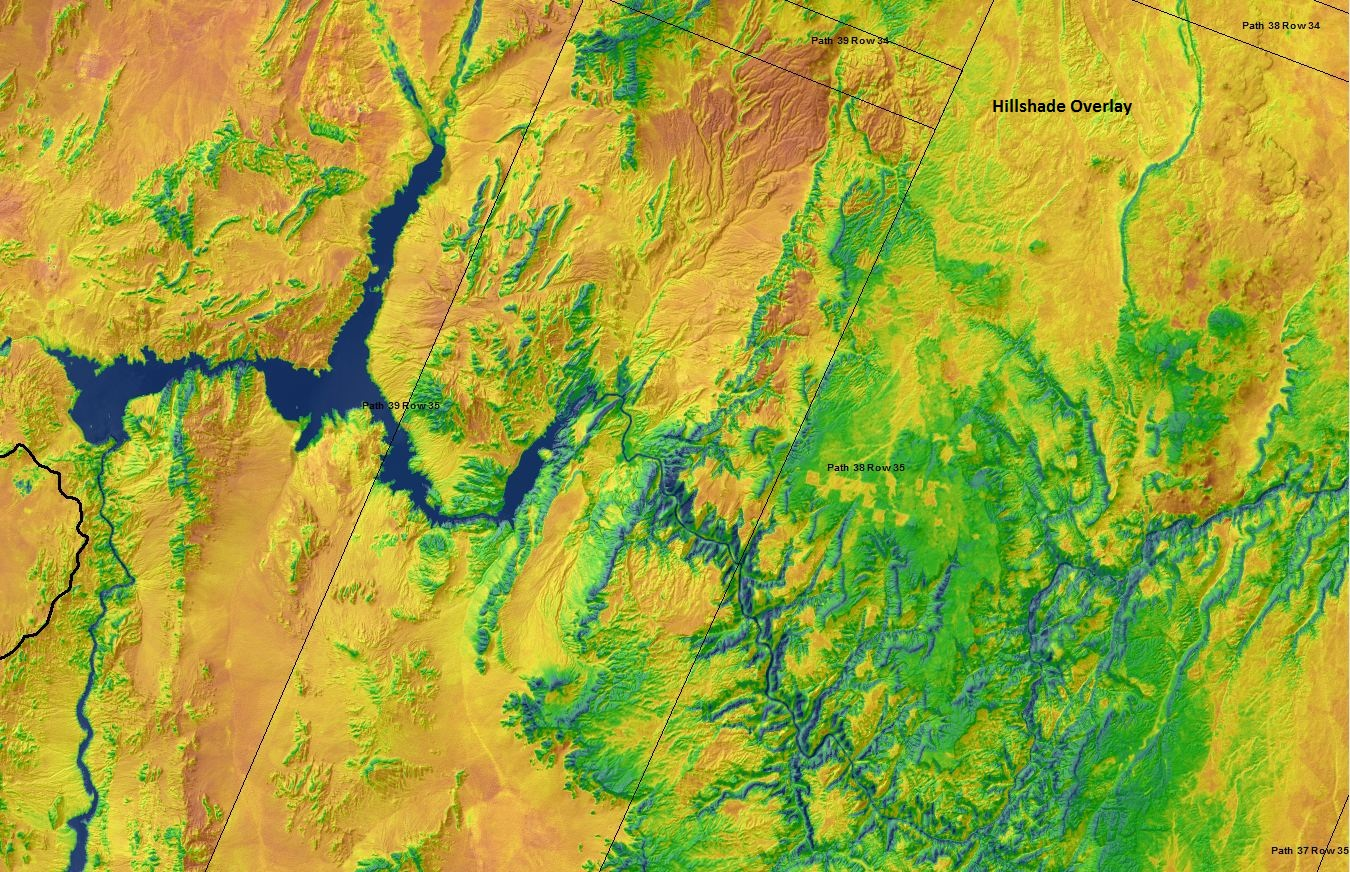 Path 38 Row 34
Path 39 Row 34
Hillshade Overlay
Path 39 Row 35
Path 38 Row 35
Path 37 Row 35